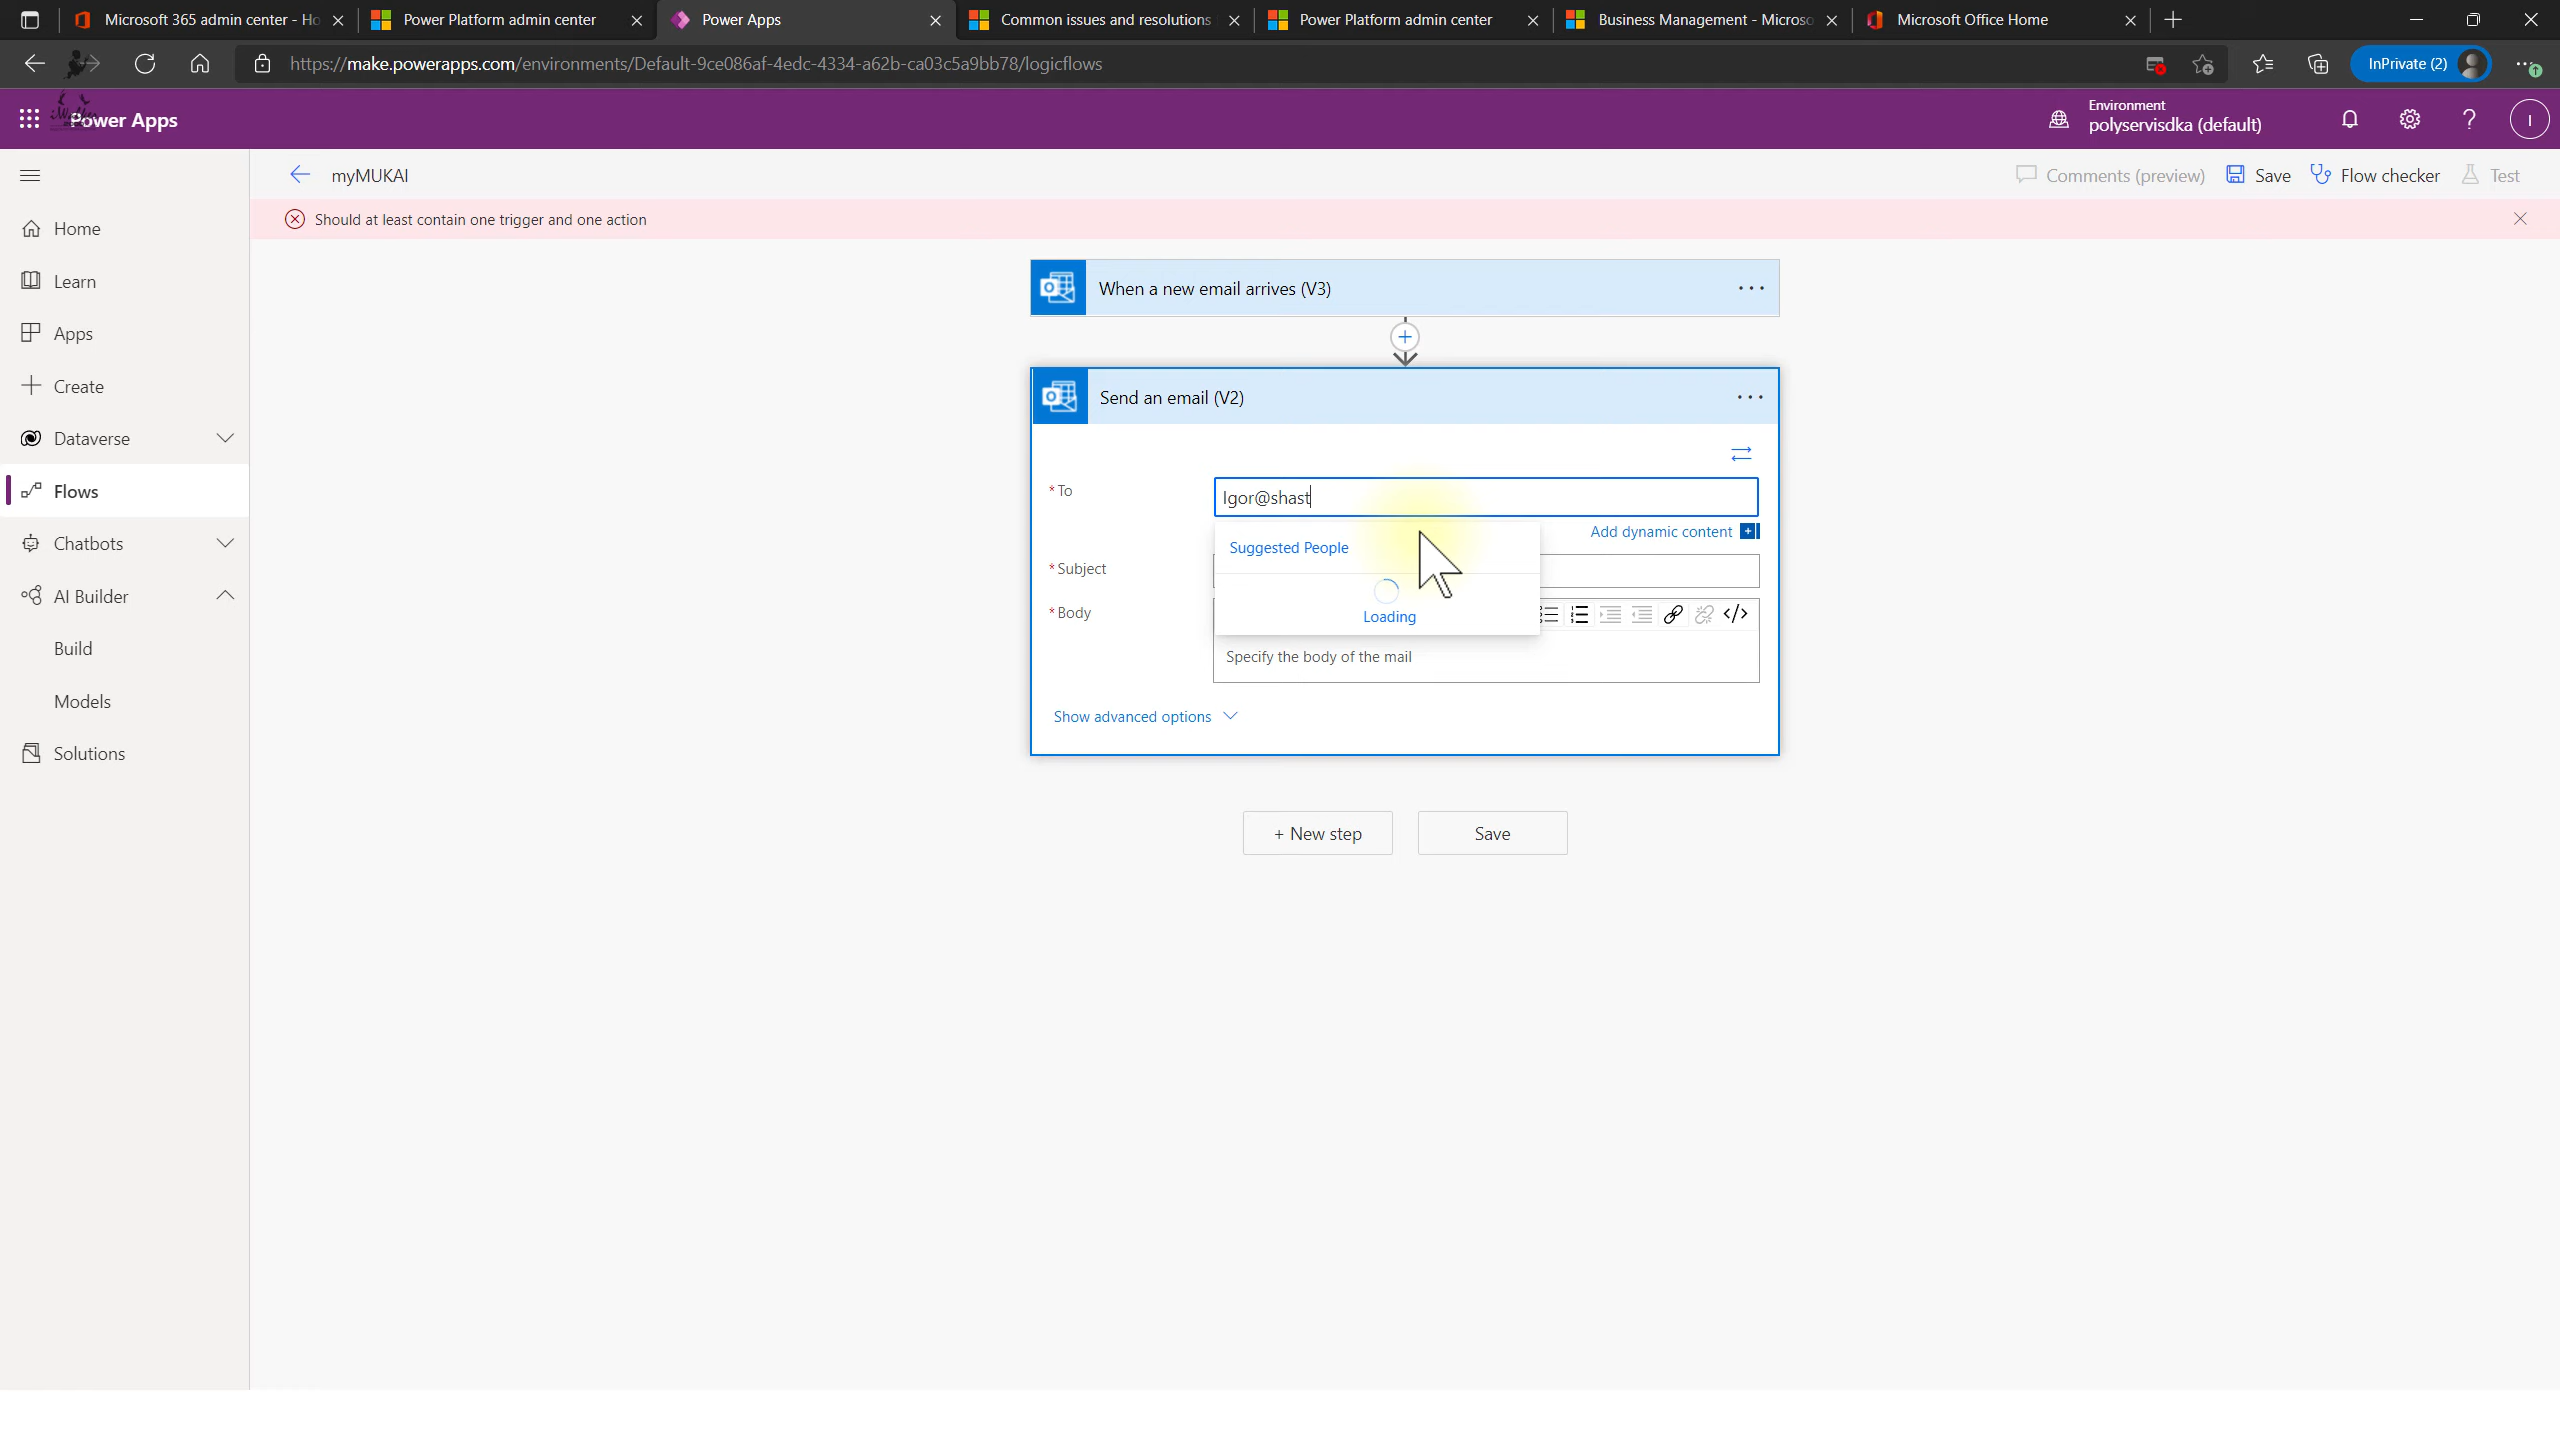 Microsoft 365 admin center - Ho
Power Platform admin center
Power Apps
Common issues and resolutions
Power Platform admin center
Business Management - Microso
Microsoft Office Home
https://make.powerapps.com/environments/Default-9ce086af-4edc-4334-a62b-ca03c5a9bb78/logicflows
InPrivate (2)
Power Apps
Environment
polyservisdka (default)
I
myMUKAI
Comments (preview)
Save
Flow checker
Test
Should at least contain one trigger and one action
Home
Learn
Apps
Create
Dataverse
Flows
Chatbots
AI Builder
Build
Models
Solutions
When a new email arrives (V3)
Send an email (V2)
* To
Igor@shast
Add dynamic content
Suggested People
* Subject
Loading
* Body
Specify the body of the mail
Show advanced options
+ New step
Save